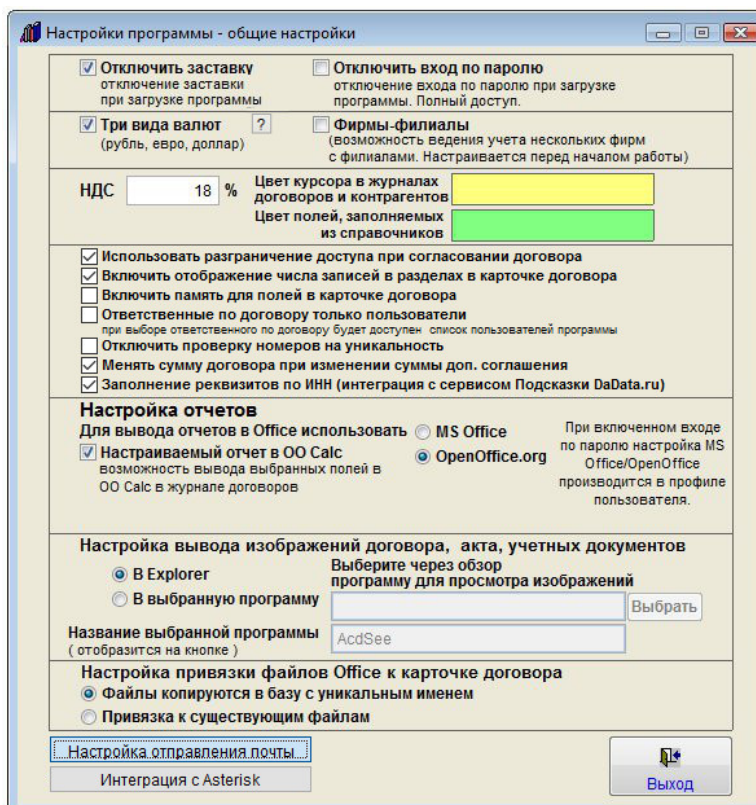 Настройки программы - общие настройки
Отключить заставку
отключение заставки
при загрузке программы
Отключить вход по паролю
отключение входа по паролю при загрузке
программы. Полный доступ.
Три вида валют ?
(рубль, евро, доллар)
Фирмы-филиалы
(возможность ведения учета нескольких фирм
с филиалами. Настраивается перед началом работы)
НДС 18 %
Цвет курсора в журналах
договоров и контрагентов
Цвет полей, заполняемых
из справочников
Использовать разграничение доступа при согласовании договора
Включить отображение числа записей в разделах в карточке договора
Включить память для полей в карточке договора
Ответственные по договору только пользователи
при выборе ответственного по договору будет доступен список пользователей программы
Отключить проверку номеров на уникальность
Менять сумму договора при изменении суммы доп. соглашения
Заполнение реквизитов по ИНН (интеграция с сервисом Подсказки DaData.ru)
Настройка отчетов
Для вывода отчетов в Office использовать
MS Office
OpenOffice.org
Настраиваемый отчет в OO Calc
возможность вывода выбранных полей в
OO Calc в журнале договоров
При включенном входе
по паролю настройка MS
Office/OpenOffice
производится в профиле
пользователя.
Настройка вывода изображений договора, акта, учетных документов
В Explorer
В выбранную программу
Выберите через обзор
программу для просмотра изображений
Выбрать
Название выбранной программы
( отобразится на кнопке )
AcdSee
Настройка привязки файлов Office к карточке договора
Файлы копируются в базу с уникальным именем
Привязка к существующим файлам
Настройка отправления почты
Интеграция с Asterisk
Выход